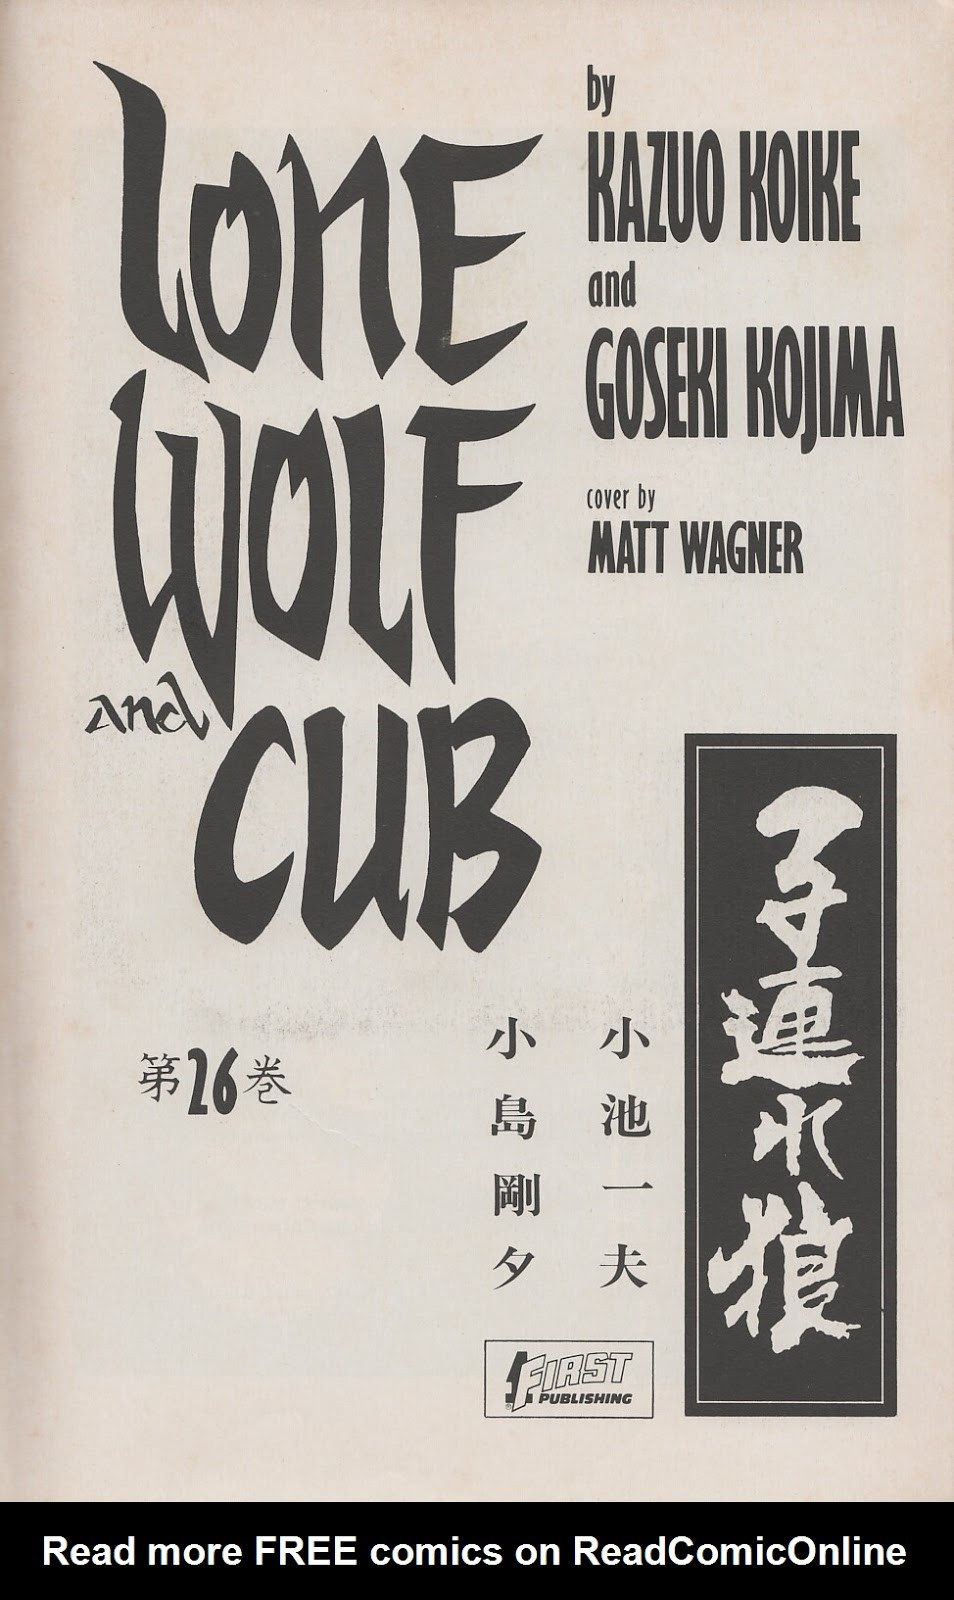 LONE
WOLF
and
CUB
by
KAZUO KOIKE
and
GOSEKI KOJIMA
cover by
MATT WAGNER
子連れ狼
第26巻
小池一夫
小島剛夕
1FIRST
PUBLISHING
Read more FREE comics on ReadComicOnline